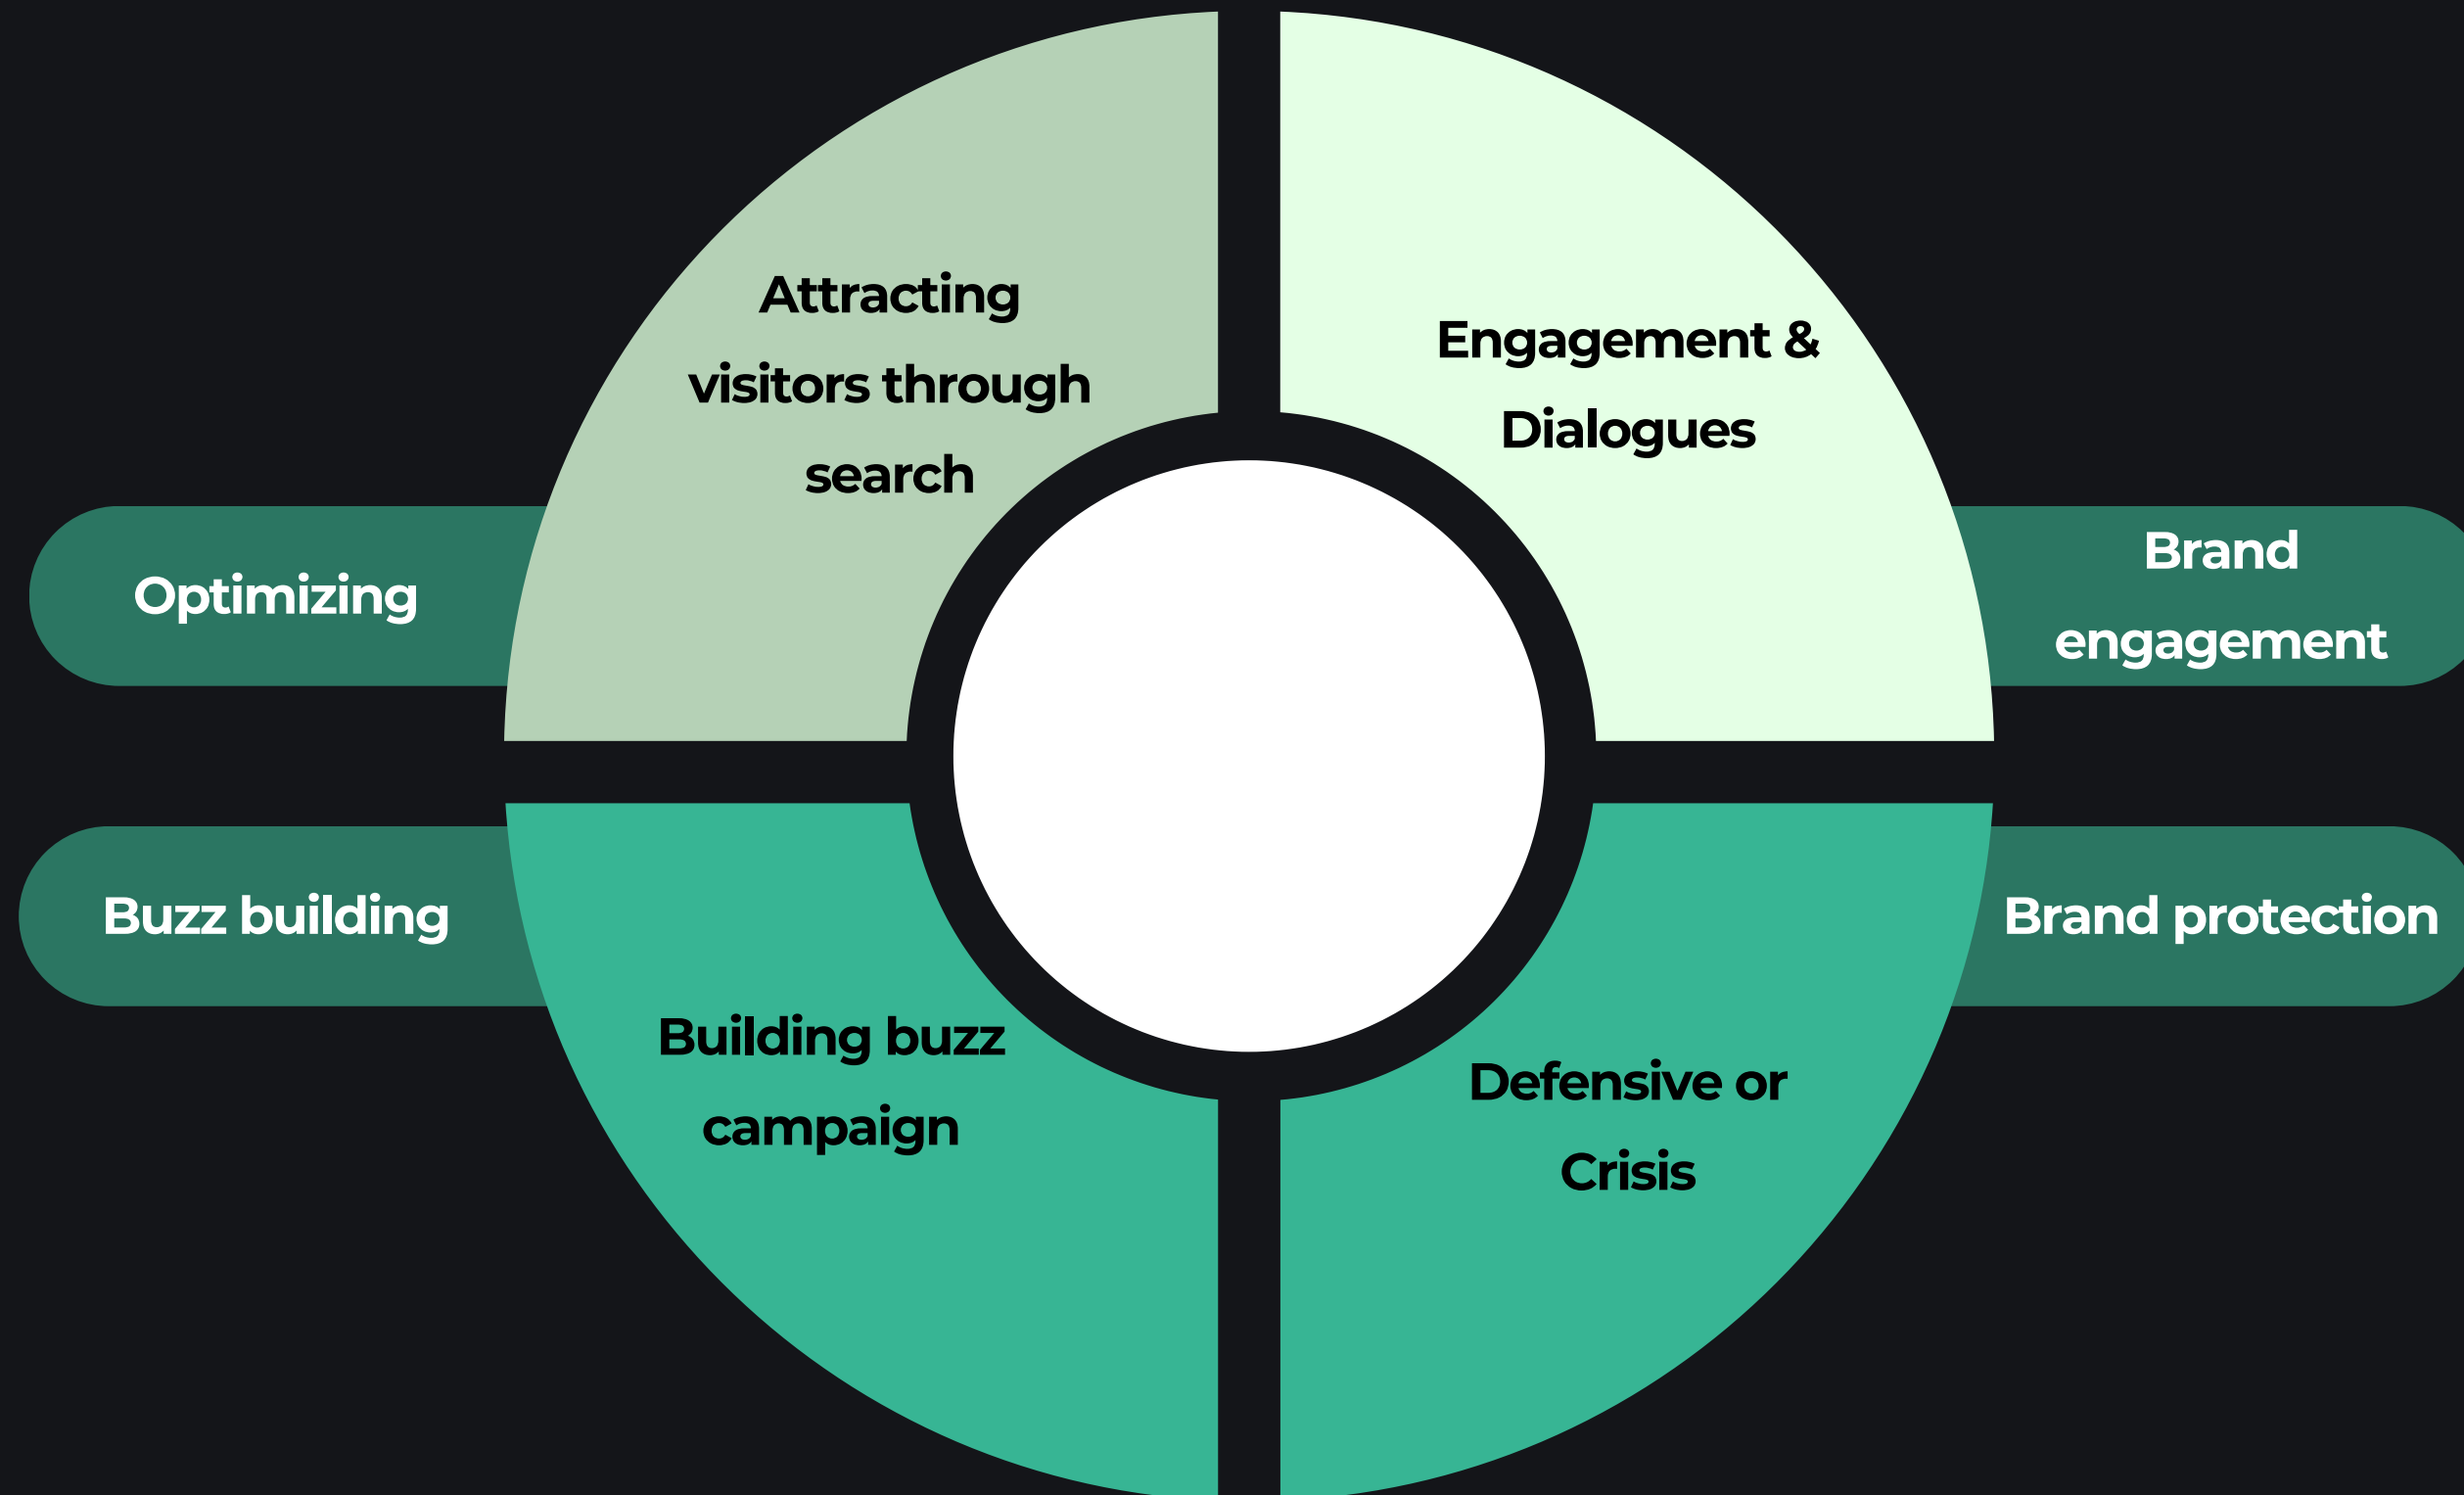 Attracting
visitors through
search
Engagement &
Dialogues
Optimizing
Brand
engagement
Buzz building
Brand protection
Building buzz
campaign
Defensive or
Crisis